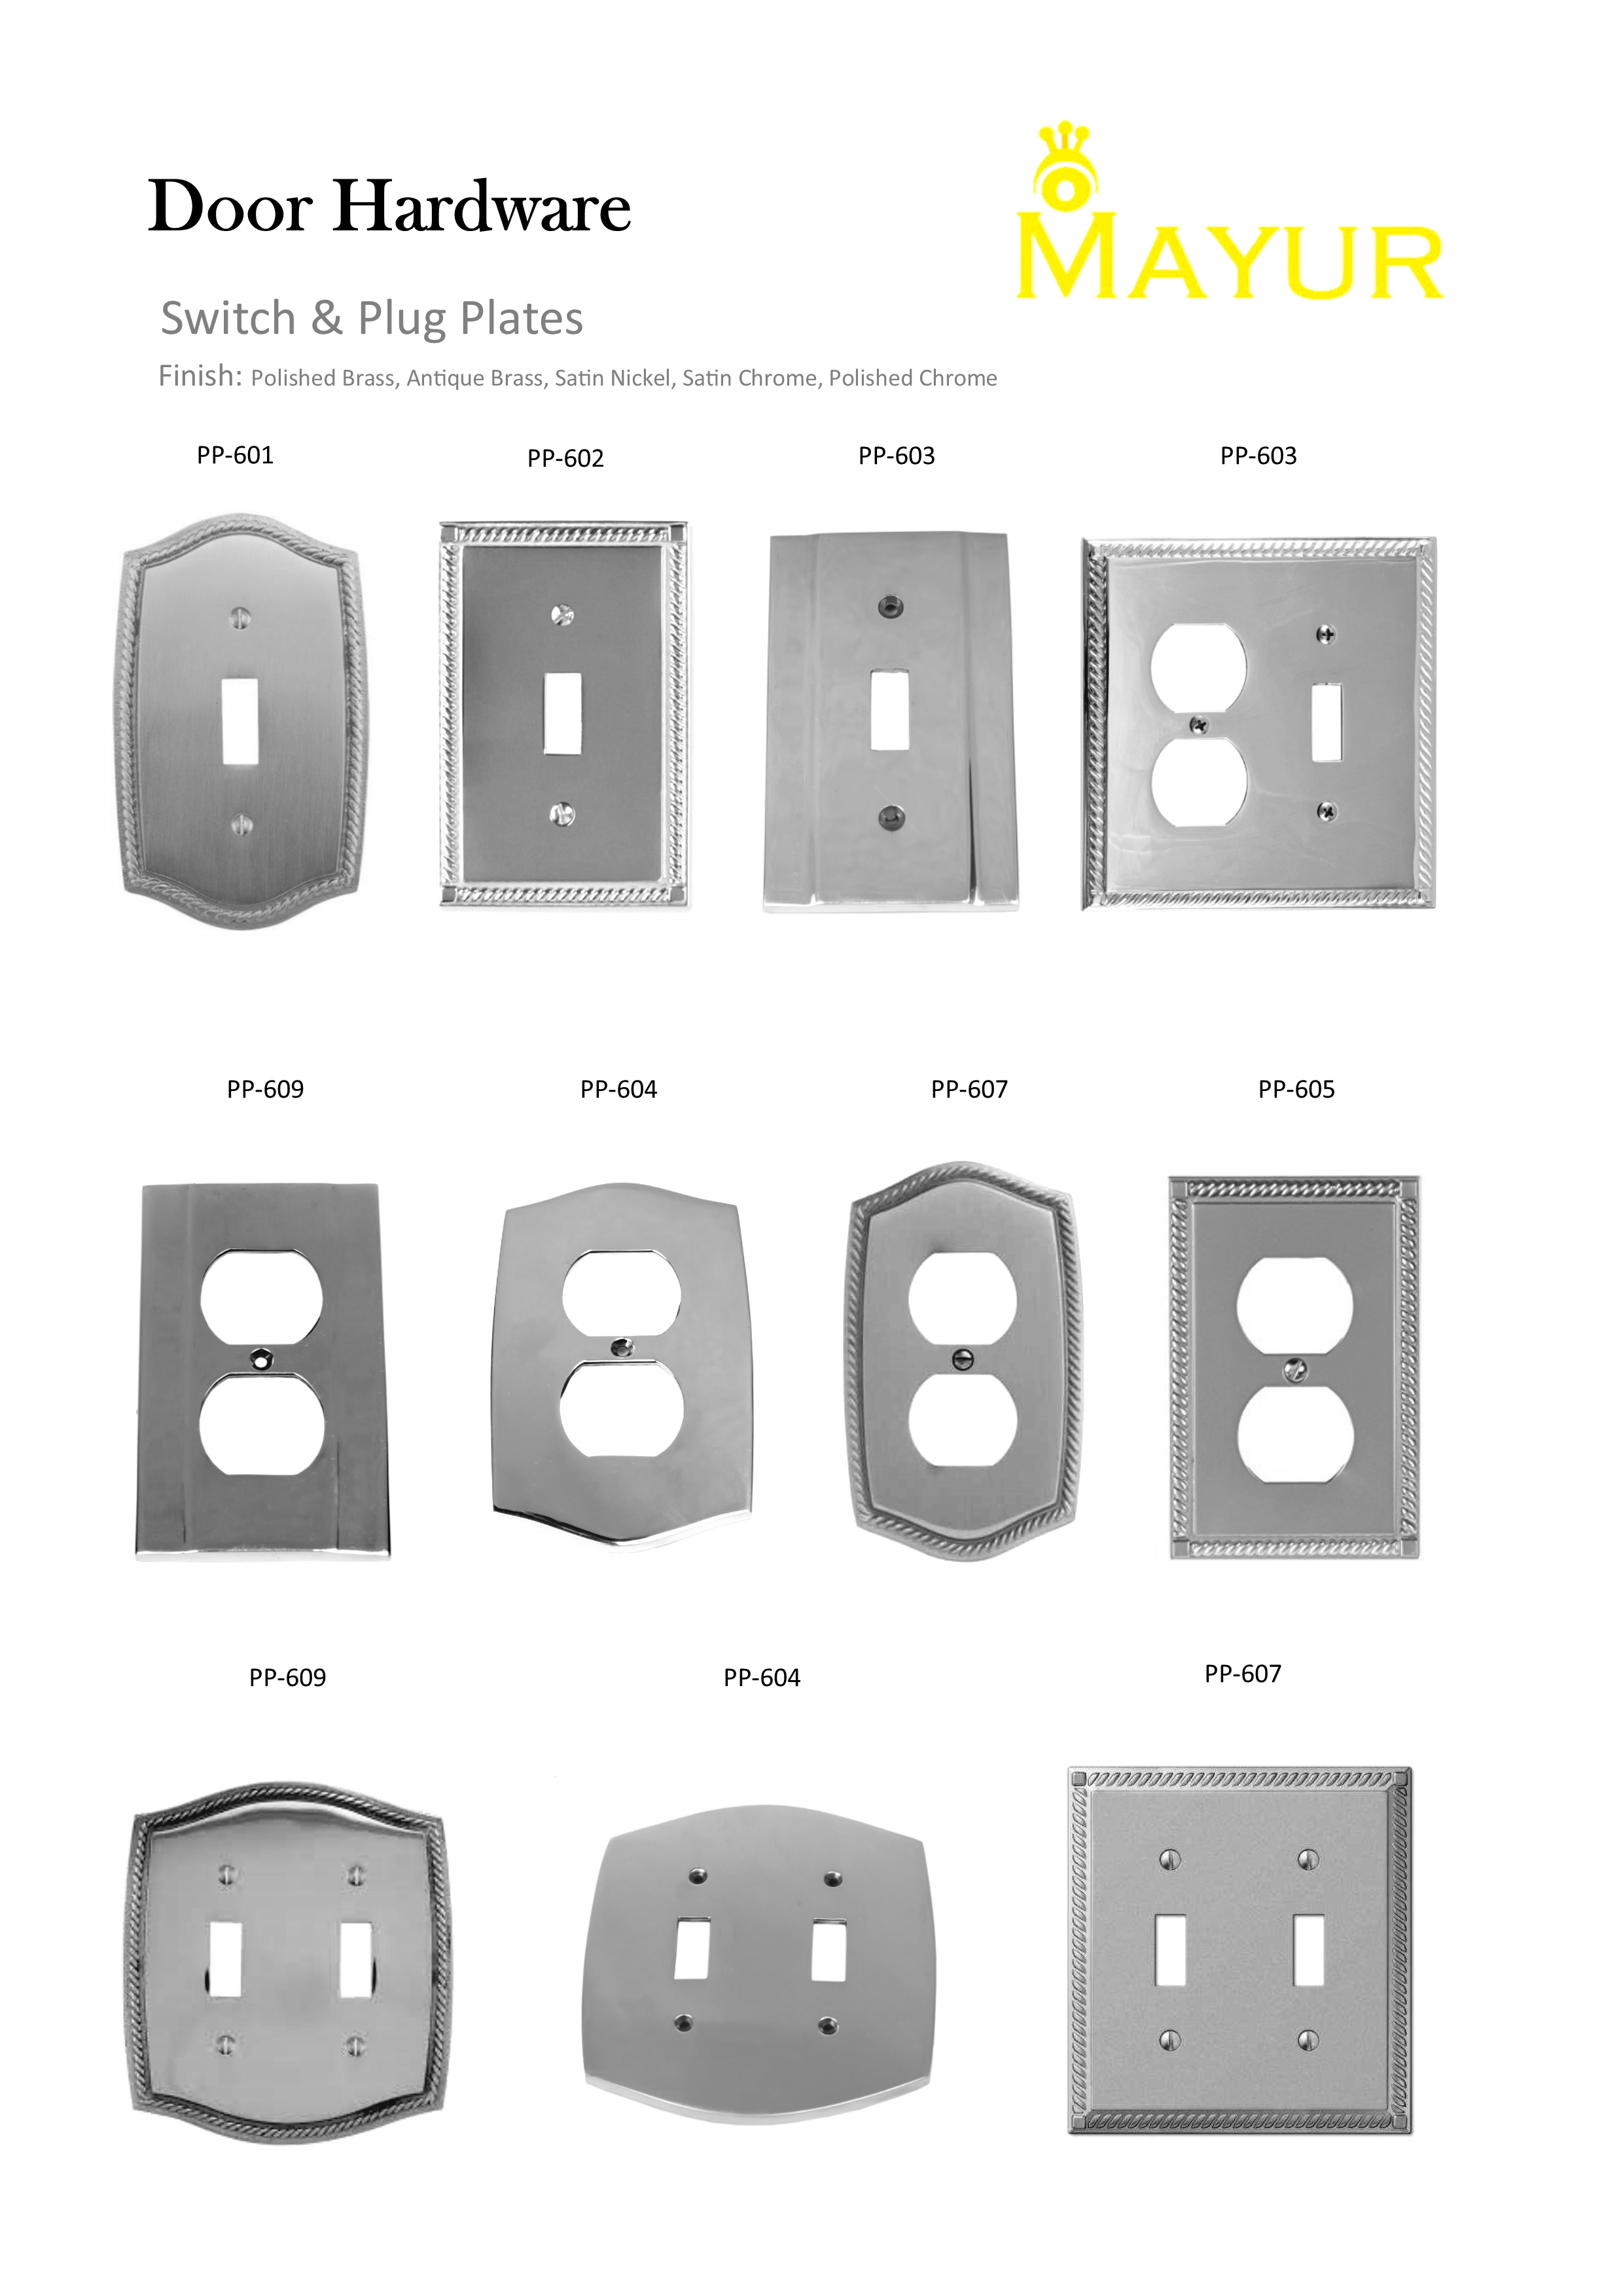 Door Hardware
MAYUR
Switch & Plug Plates
Finish: Polished Brass, Antique Brass, Satin Nickel, Satin Chrome, Polished Chrome
PP-601 PP-602 PP-603 PP-603
PP-609 PP-604 PP-607 PP-605
PP-609 PP-604 PP-607